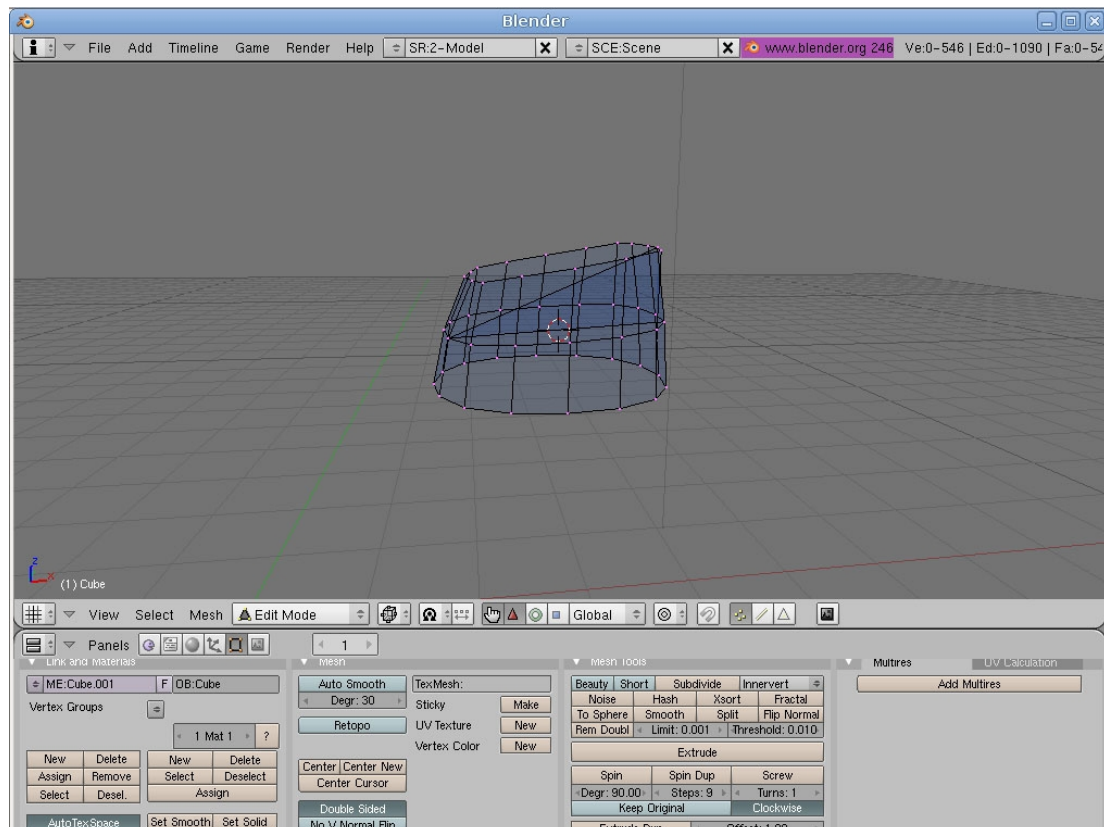 Blender
File Add Timeline Game Render Help SR:2-Model SCE:Scene www.blender.org 246 Ve:0-546 | Ed:0-1090 | Fa:0-54
z
x
(1) Cube
View Select Mesh Edit Mode Global
Panels 1
Link and Materials Mesh Mesh Tools Multires UV Calculation
ME:Cube.001 F OB:Cube Auto Smooth TexMesh: Beauty Short Subdivide Innervert Add Multires
Vertex Groups Degr: 30 Sticky Make Noise Hash Xsort Fractal
Retopo UV Texture New To Sphere Smooth Split Flip Normal
1 Mat 1 ? Vertex Color New Rem Doubl Limit: 0.001 Threshold: 0.010
Extrude
New Delete New Delete Center Center New Spin Spin Dup Screw
Assign Remove Select Deselect Center Cursor Degr: 90.00 Steps: 9 Turns: 1
Select Desel. Assign Double Sided Keep Original Clockwise
AutoTexSpace Set Smooth Set Solid No V.Normal Flip Extrude Dup Offset: 1.00